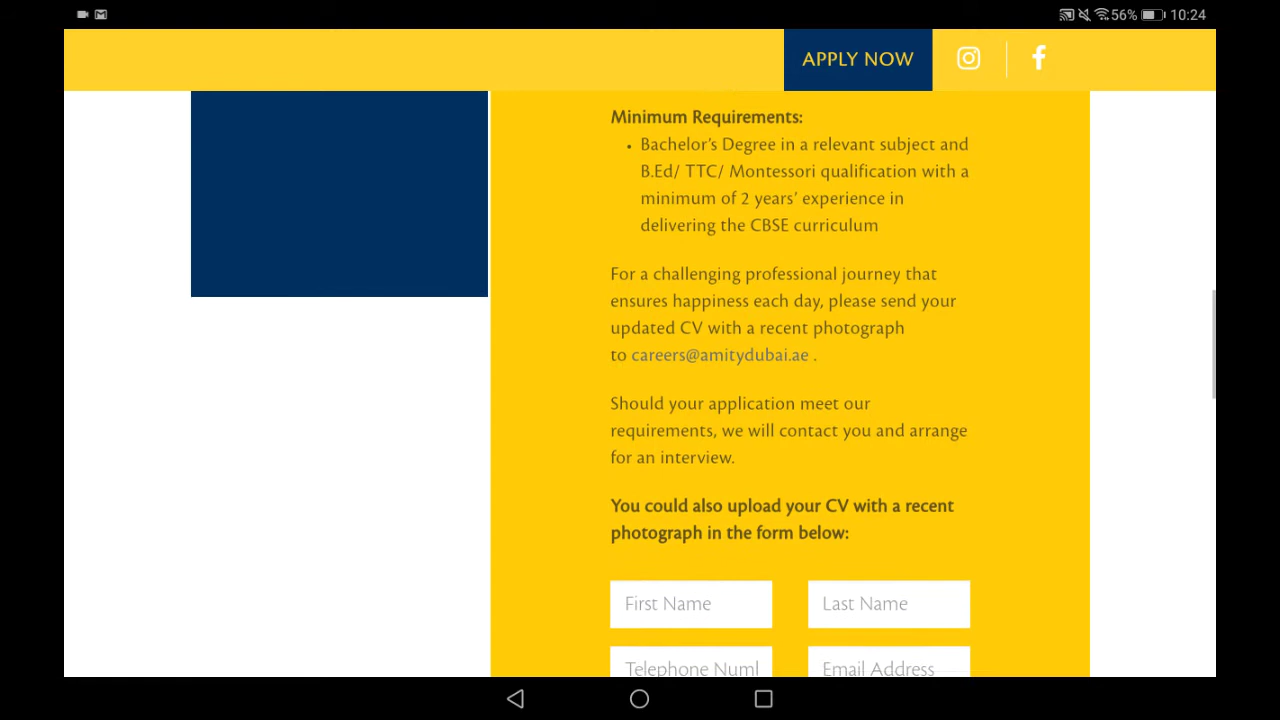 56% 10:24
APPLY NOW
Minimum Requirements:
• Bachelor's Degree in a relevant subject and
B.Ed/ TTC/ Montessori qualification with a
minimum of 2 years' experience in
delivering the CBSE curriculum
For a challenging professional journey that
ensures happiness each day, please send your
updated CV with a recent photograph
to careers@amitydubai.ae .
Should your application meet our
requirements, we will contact you and arrange
for an interview.
You could also upload your CV with a recent
photograph in the form below:
First Name Last Name
Telephone Numl Email Address